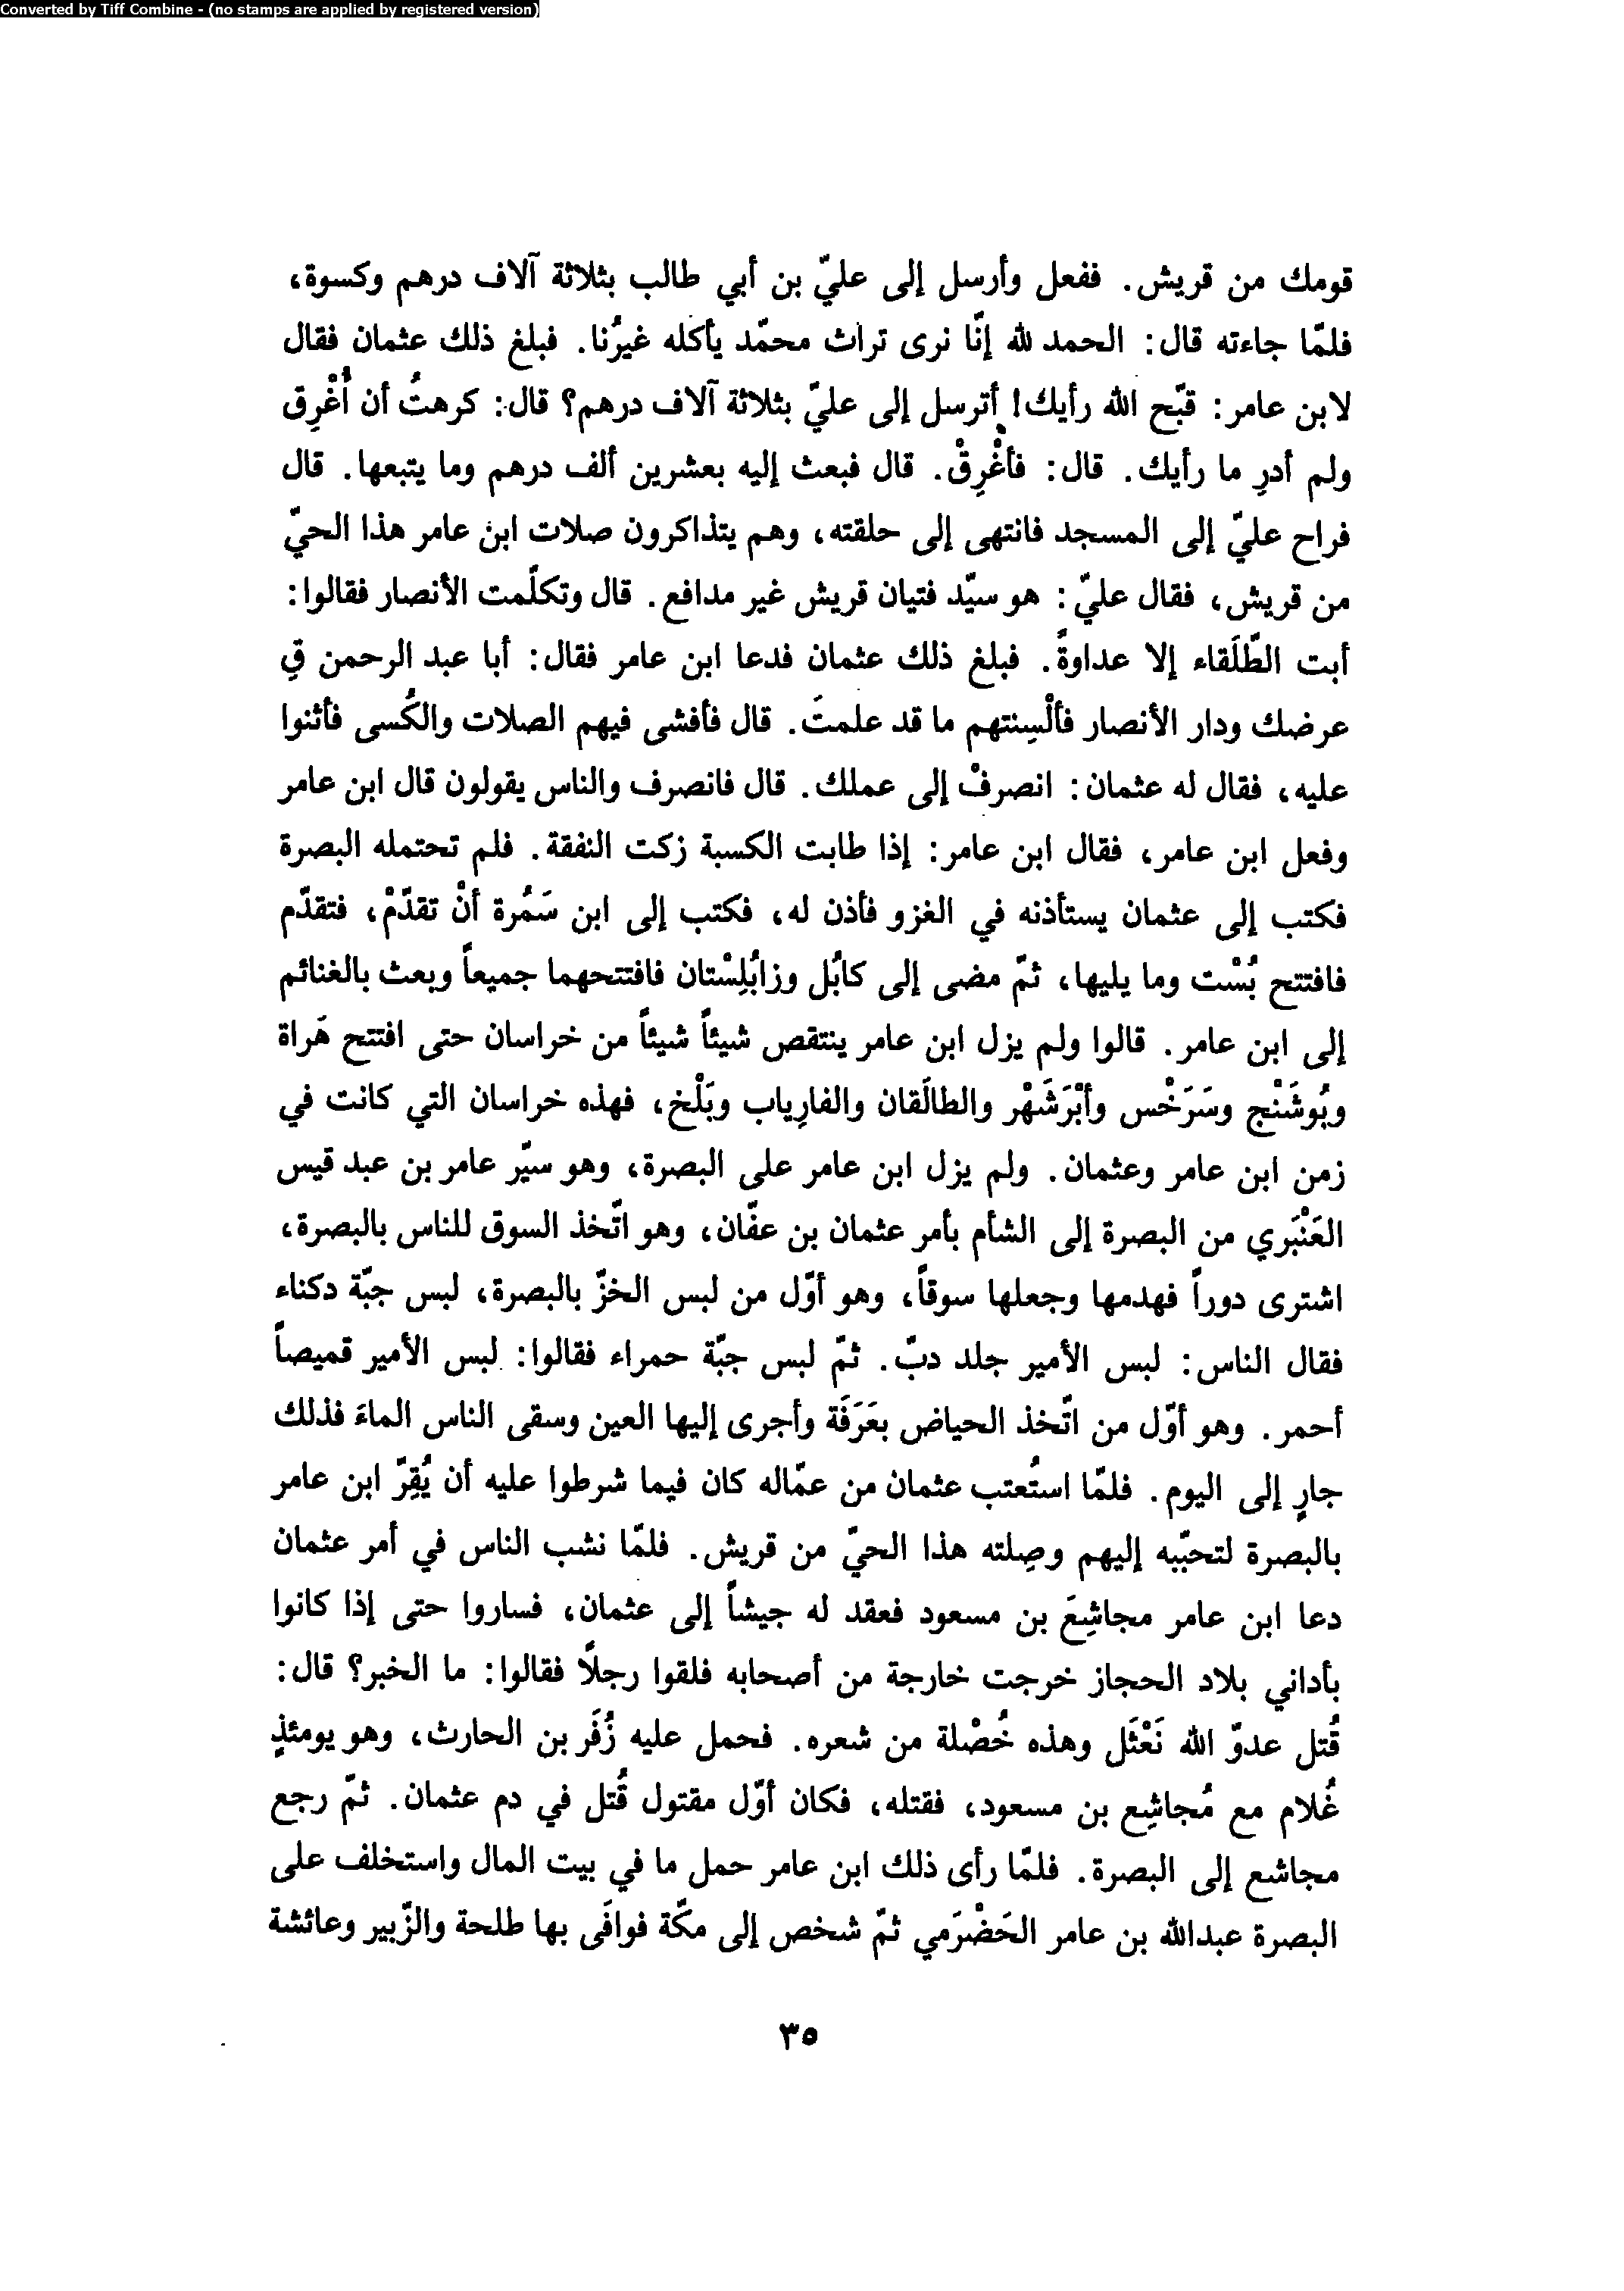 Converted by Tiff Combine - (no stamps are applied by registered version)
قومك من قريش. ففعل وأرسل إلى عليّ بن أبي طالب بثلاثة آلاف درهم وكسوة،
فلمّا جاءته قال: الحمد لله إنّا نرى تراث محمّد يأكله غيرُنا. فبلغ ذلك عثمان فقال
لابن عامر: قبّح الله رأيك! أترسل إلى عليّ بثلاثة آلاف درهم؟ قال: كرهتُ أن أُغْرِق
ولم أدرِ ما رأيك. قال: فأغْرِقْ. قال فبعث إليه بعشرين ألف درهم وما يتبعها. قال
فراح عليّ إلى المسجد فانتهى إلى حلقته، وهم يتذاكرون صلات ابن عامر هذا الحيّ
من قريش، فقال عليّ: هو سيّد فتيان قريش غير مدافع. قال وتكلّمت الأنصار فقالوا:
أبت الطّلَقاء إلا عداوةً. فبلغ ذلك عثمان فدعا ابن عامر فقال: أبا عبد الرحمن قِ
عرضك ودار الأنصار فألْسِنتهم ما قد علمتَ. قال فأفشى فيهم الصلات والكُسى فأثنوا
عليه، فقال له عثمان: انصرفْ إلى عملك. قال فانصرف والناس يقولون قال ابن عامر
وفعل ابن عامر، فقال ابن عامر: إذا طابت الكسبة زكت النفقة. فلم تحتمله البصرة
فكتب إلى عثمان يستأذنه في الغزو فأذن له، فكتب إلى ابن سَمُرة أنْ تقدّمْ، فتقدّم
فافتتح بُسْت وما يليها، ثمّ مضى إلى كابُل وزابُلِسْتان فافتتحهما جميعاً وبعث بالغنائم
إلى ابن عامر. قالوا ولم يزل ابن عامر ينتقص شيئاً شيئاً من خراسان حتى افتتح هَراة
وبُوشَنْج وسَرَخْس وأبْرَشَهْر والطالَقان والفارِياب وبَلْخ، فهذه خراسان التي كانت في
زمن ابن عامر وعثمان. ولم يزل ابن عامر على البصرة، وهو سيّر عامر بن عبد قيس
العَنْبَري من البصرة إلى الشأم بأمر عثمان بن عفّان، وهو اتّخذ السوق للناس بالبصرة،
اشترى دوراً فهدمها وجعلها سوقاً، وهو أوّل من لبس الخزّ بالبصرة، لبس جبّة دكناء
فقال الناس: لبس الأمير جلد دبّ. ثمّ لبس جبّة حمراء فقالوا: لبس الأمير قميصاً
أحمر. وهو أوّل من اتّخذ الحياض بعَرَفَة وأجرى إليها العين وسقى الناس الماءَ فذلك
جارٍ إلى اليوم. فلمّا استُعتب عثمان من عمّاله كان فيما شرطوا عليه أن يُقِرّ ابن عامر
بالبصرة لتحبّبه إليهم وصِلته هذا الحيّ من قريش. فلمّا نشب الناس في أمر عثمان
دعا ابن عامر مجاشِعَ بن مسعود فعقد له جيشاً إلى عثمان، فساروا حتى إذا كانوا
بأداني بلاد الحجاز خرجت خارجة من أصحابه فلقوا رجلًا فقالوا: ما الخبر؟ قال:
قُتل عدوّ الله نَعْثَل وهذه خُصْلة من شعره. فحمل عليه زُفَر بن الحارث، وهو يومئذٍ
غُلام مع مُجاشِع بن مسعود، فقتله، فكان أوّل مقتول قُتل في دم عثمان. ثمّ رجع
مجاشع إلى البصرة. فلمّا رأى ذلك ابن عامر حمل ما في بيت المال واستخلف على
البصرة عبدالله بن عامر الحَضْرَمي ثمّ شخص إلى مكّة فوافَى بها طلحة والزّبير وعائشة
٣٥